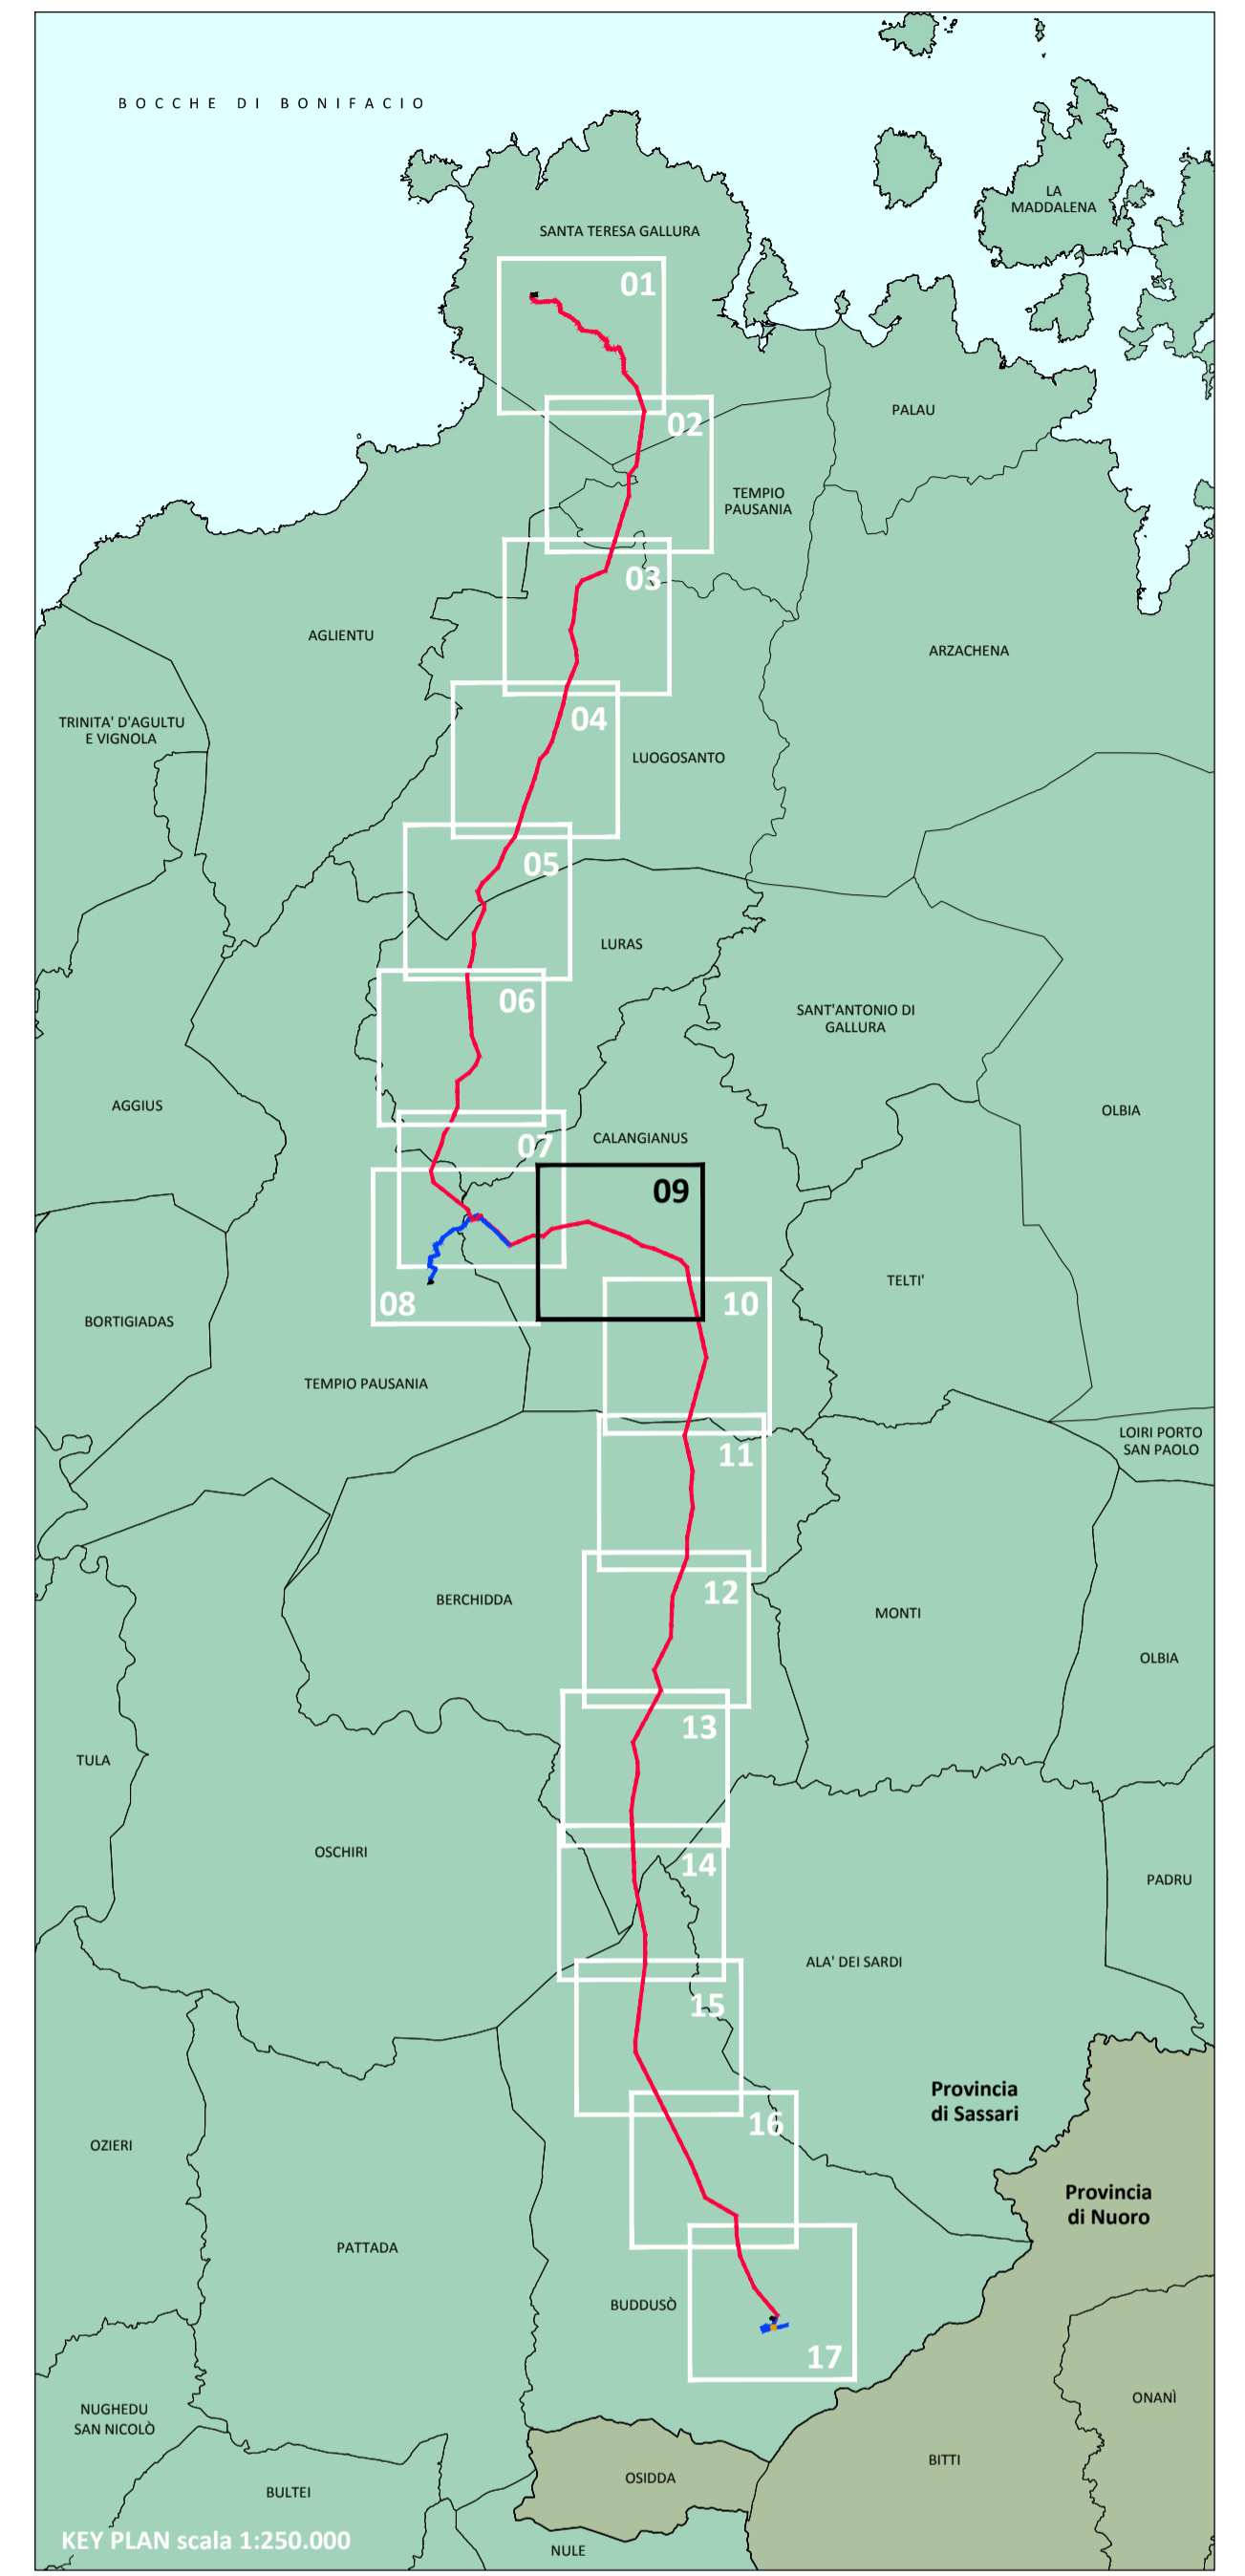 BOCCHE DI BONIFACIO
LA
MADDALENA
SANTA TERESA GALLURA
01
PALAU
02
TEMPIO
PAUSANIA
03
AGLIENTU
ARZACHENA
TRINITA' D'AGULTU
E VIGNOLA
04
LUOGOSANTO
05
LURAS
06
SANT'ANTONIO DI
GALLURA
AGGIUS
OLBIA
07
CALANGIANUS
09
TELTI'
08
10
BORTIGIADAS
TEMPIO PAUSANIA
LOIRI PORTO
SAN PAOLO
11
12
BERCHIDDA
MONTI
OLBIA
13
TULA
OSCHIRI
14
PADRU
ALA' DEI SARDI
15
Provincia
di Sassari
16
OZIERI
Provincia
di Nuoro
PATTADA
BUDDUSÒ
17
NUGHEDU
SAN NICOLÒ
ONANÌ
BITTI
OSIDDA
BULTEI
KEY PLAN scala 1:250.000
NULE